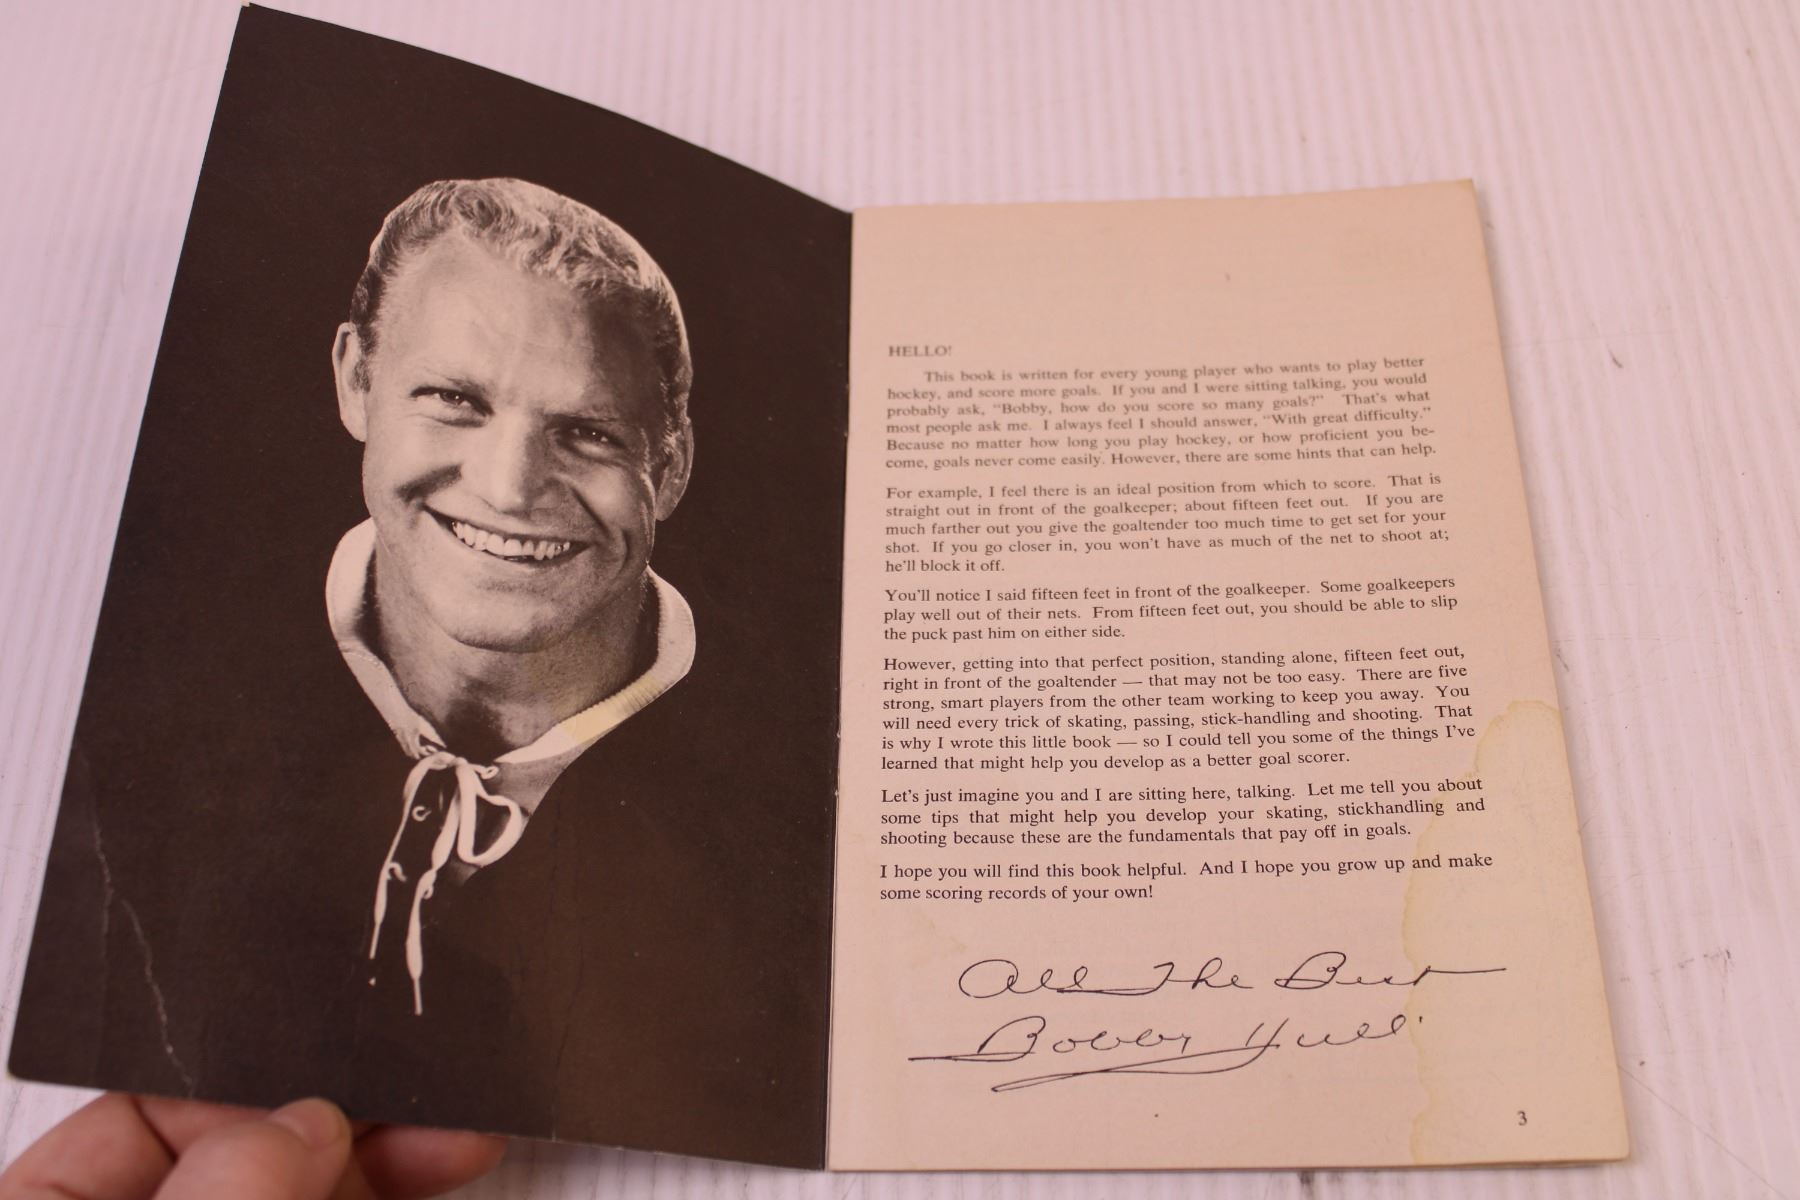 HELLO!
This book is written for every young player who wants to play better
hockey, and score more goals. If you and I were sitting talking, you would
probably ask, "Bobby, how do you score so many goals?" That's what
most people ask me. I always feel I should answer, "With great difficulty."
Because no matter how long you play hockey, or how proficient you be-
come, goals never come easily. However, there are some hints that can help.
For example, I feel there is an ideal position from which to score. That is
straight out in front of the goalkeeper; about fifteen feet out. If you are
much farther out you give the goaltender too much time to get set for your
shot. If you go closer in, you won't have as much of the net to shoot at;
he'll block it off.
You'll notice I said fifteen feet in front of the goalkeeper. Some goalkeepers
play well out of their nets. From fifteen feet out, you should be able to slip
the puck past him on either side.
However, getting into that perfect position, standing alone, fifteen feet out,
right in front of the goaltender — that may not be too easy. There are five
strong, smart players from the other team working to keep you away. You
will need every trick of skating, passing, stick-handling and shooting. That
is why I wrote this little book — so I could tell you some of the things I've
learned that might help you develop as a better goal scorer.
Let's just imagine you and I are sitting here, talking. Let me tell you about
some tips that might help you develop your skating, stickhandling and
shooting because these are the fundamentals that pay off in goals.
I hope you will find this book helpful. And I hope you grow up and make
some scoring records of your own!
All The Best
Bobby Hull
3